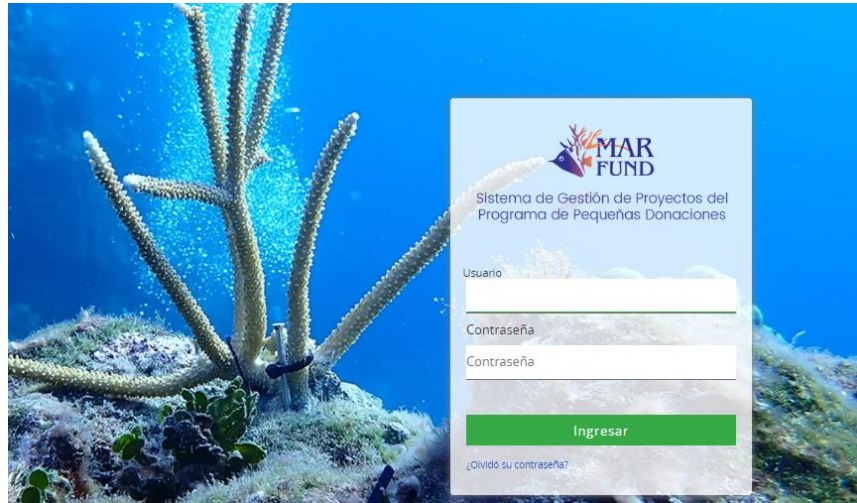 MAR
FUND
Sistema de Gestión de Proyectos del
Programa de Pequeñas Donaciones
Usuario
Contraseña
Contraseña
Ingresar
¿Olvidó su contraseña?